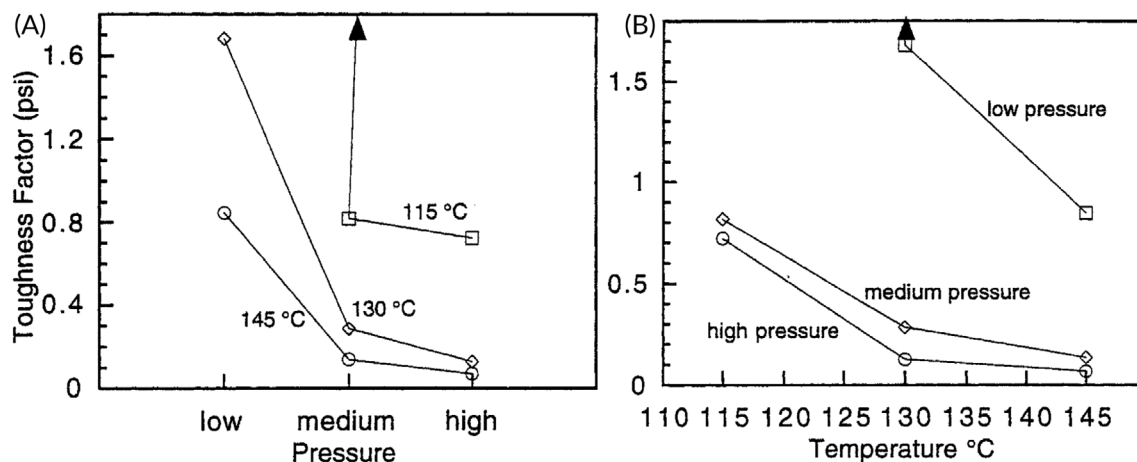 (A)
Toughness Factor (psi)
1.6
1.2
0.8
0.4
0
115 °C
130 °C
145 °C
low medium high
Pressure
(B)
1.5
1
0.5
0
low pressure
medium pressure
high pressure
110 115 120 125 130 135 140 145
Temperature °C